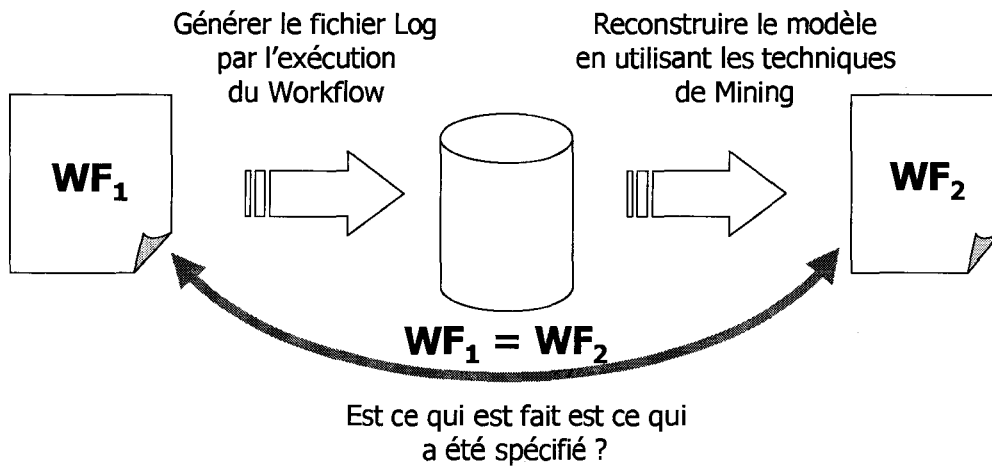 Générer le fichier Log
par l'exécution
du Workflow
Reconstruire le modèle
en utilisant les techniques
de Mining
WF₁
WF₂
WF₁ = WF₂
Est ce qui est fait est ce qui
a été spécifié ?